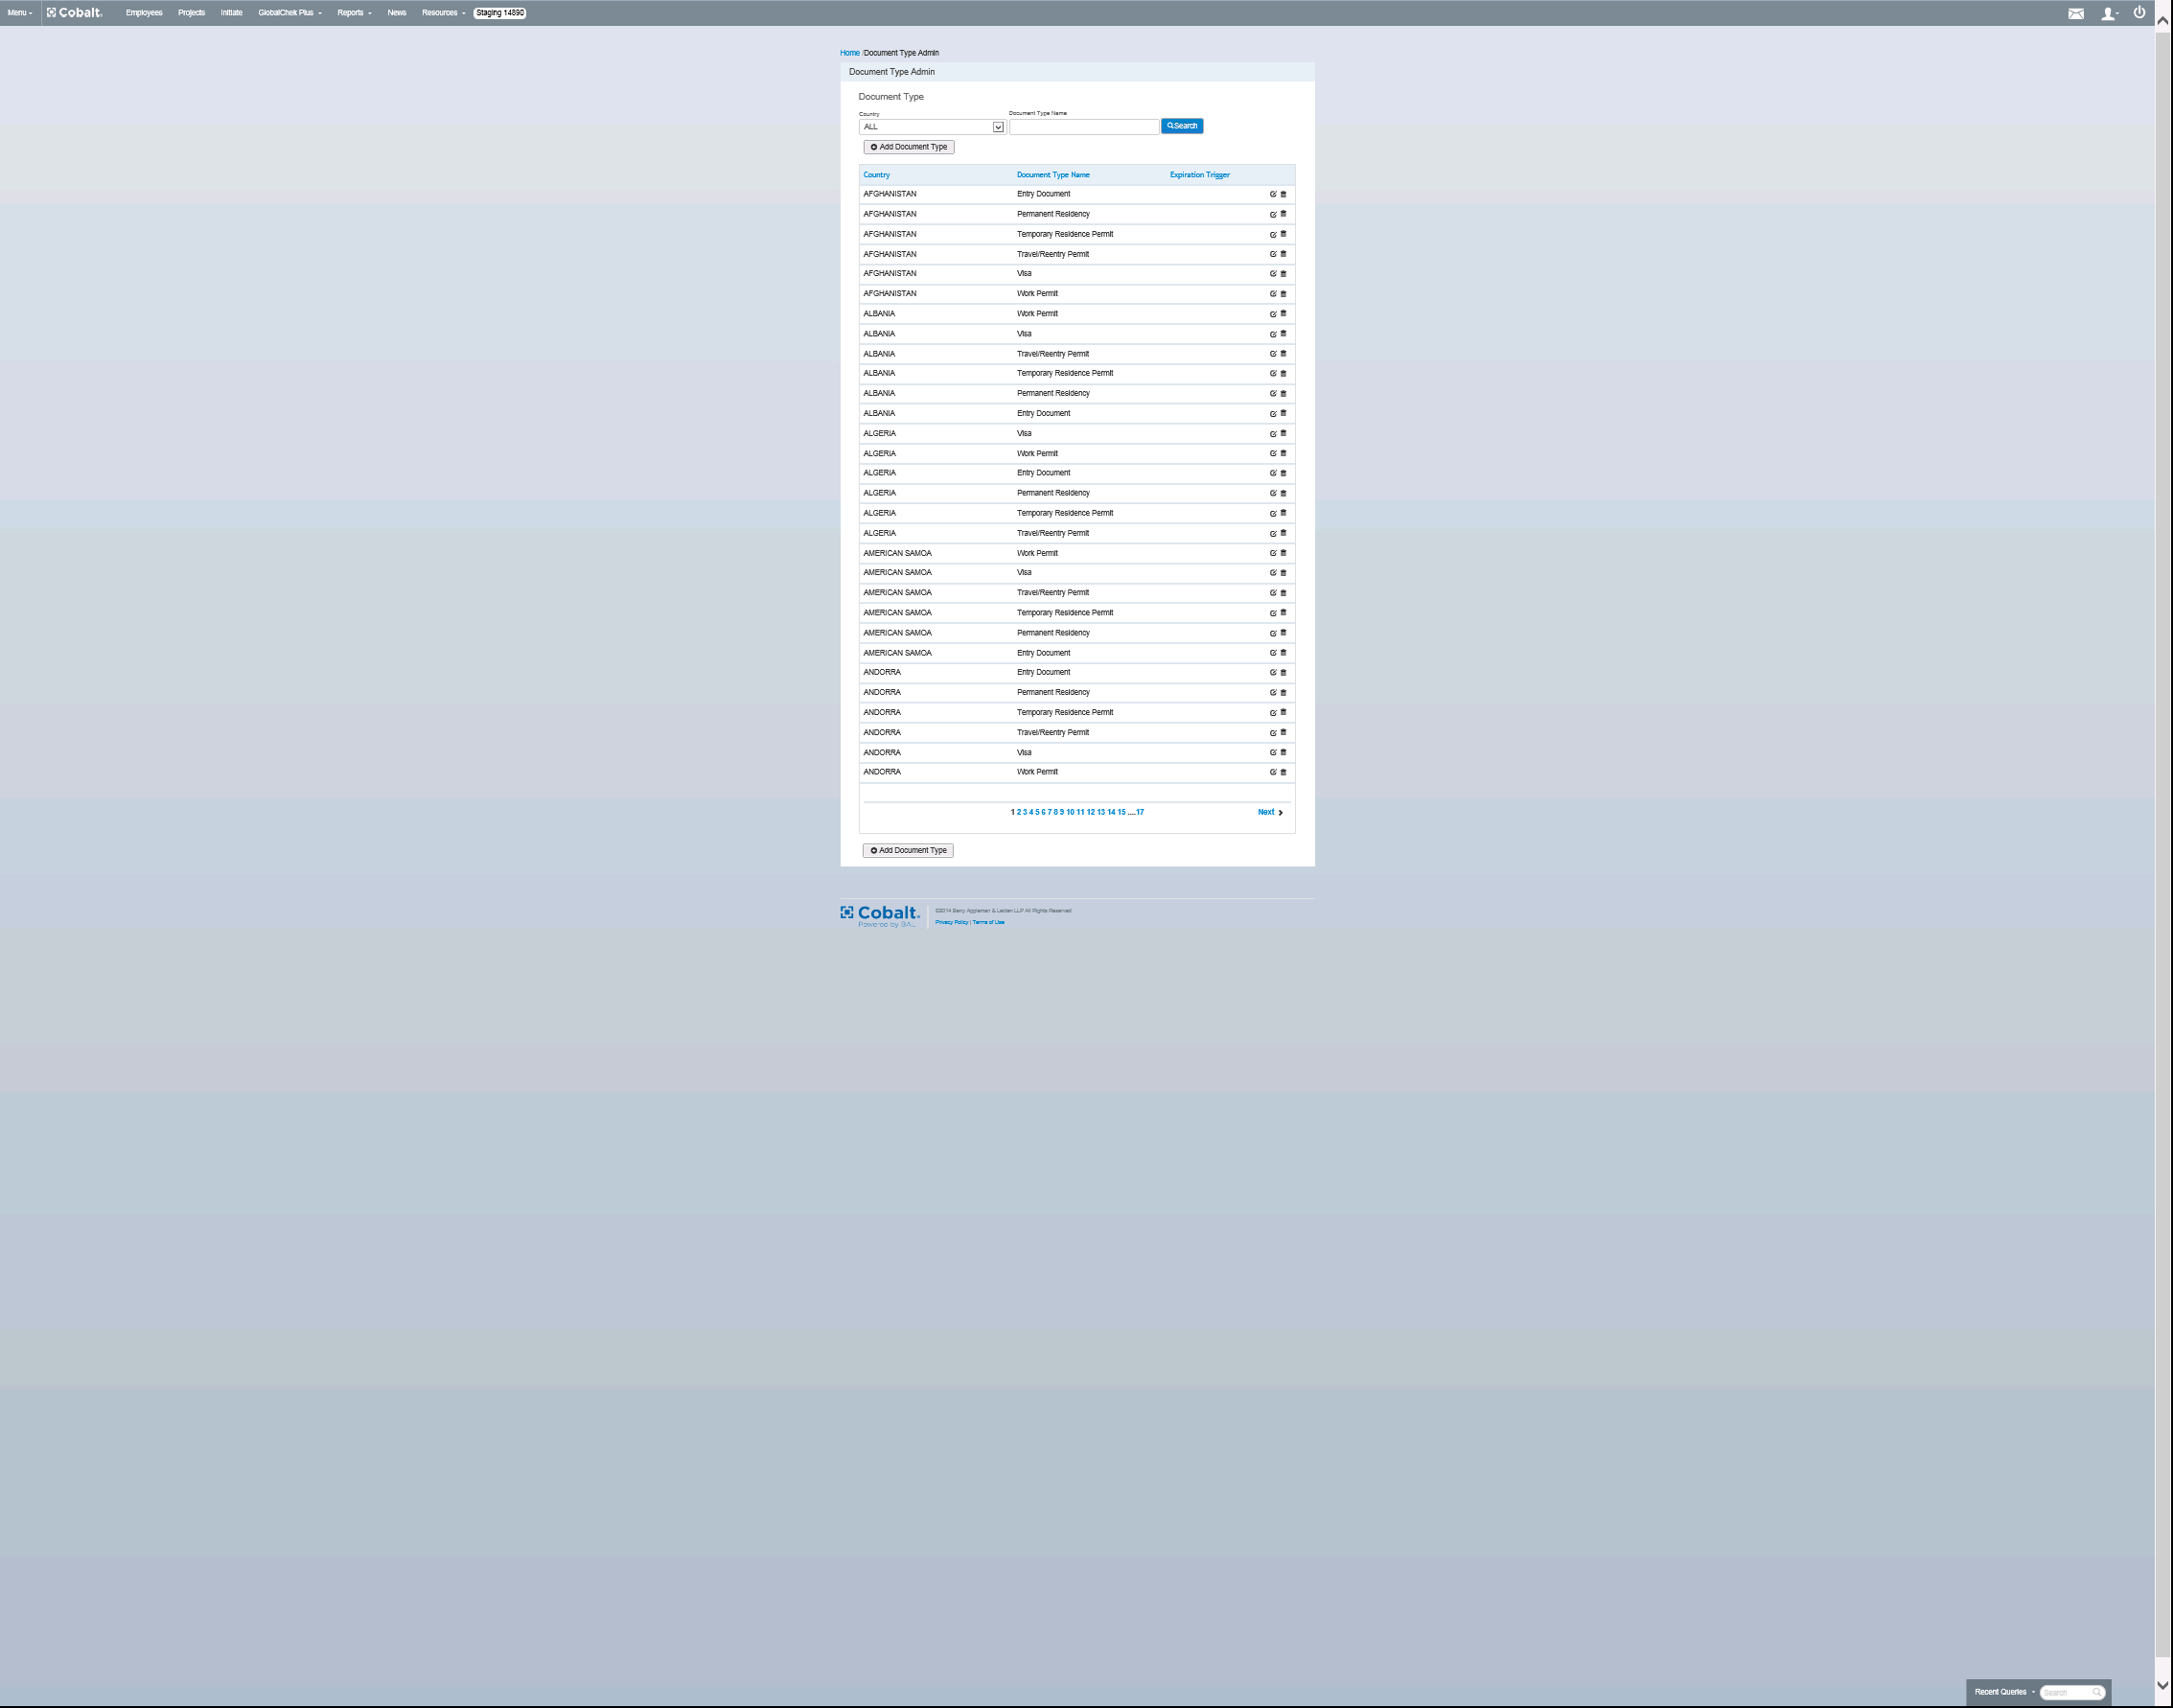 Menu Cobalt. Employees Projects Initiate GlobalChek Plus Reports News Resources Staging 14890
Home /Document Type Admin
Document Type Admin
Document Type
Country Document Type Name
ALL Search
Add Document Type
Country Document Type Name Expiration Trigger
AFGHANISTAN Entry Document
AFGHANISTAN Permanent Residency
AFGHANISTAN Temporary Residence Permit
AFGHANISTAN Travel/Reentry Permit
AFGHANISTAN Visa
AFGHANISTAN Work Permit
ALBANIA Work Permit
ALBANIA Visa
ALBANIA Travel/Reentry Permit
ALBANIA Temporary Residence Permit
ALBANIA Permanent Residency
ALBANIA Entry Document
ALGERIA Visa
ALGERIA Work Permit
ALGERIA Entry Document
ALGERIA Permanent Residency
ALGERIA Temporary Residence Permit
ALGERIA Travel/Reentry Permit
AMERICAN SAMOA Work Permit
AMERICAN SAMOA Visa
AMERICAN SAMOA Travel/Reentry Permit
AMERICAN SAMOA Temporary Residence Permit
AMERICAN SAMOA Permanent Residency
AMERICAN SAMOA Entry Document
ANDORRA Entry Document
ANDORRA Permanent Residency
ANDORRA Temporary Residence Permit
ANDORRA Travel/Reentry Permit
ANDORRA Visa
ANDORRA Work Permit
1 2 3 4 5 6 7 8 9 10 11 12 13 14 15 ....17 Next
Add Document Type
Cobalt. ©2014 Berry Appleman & Leiden LLP All Rights Reserved
Powered by BAL Privacy Policy | Terms of Use
Recent Queries Search